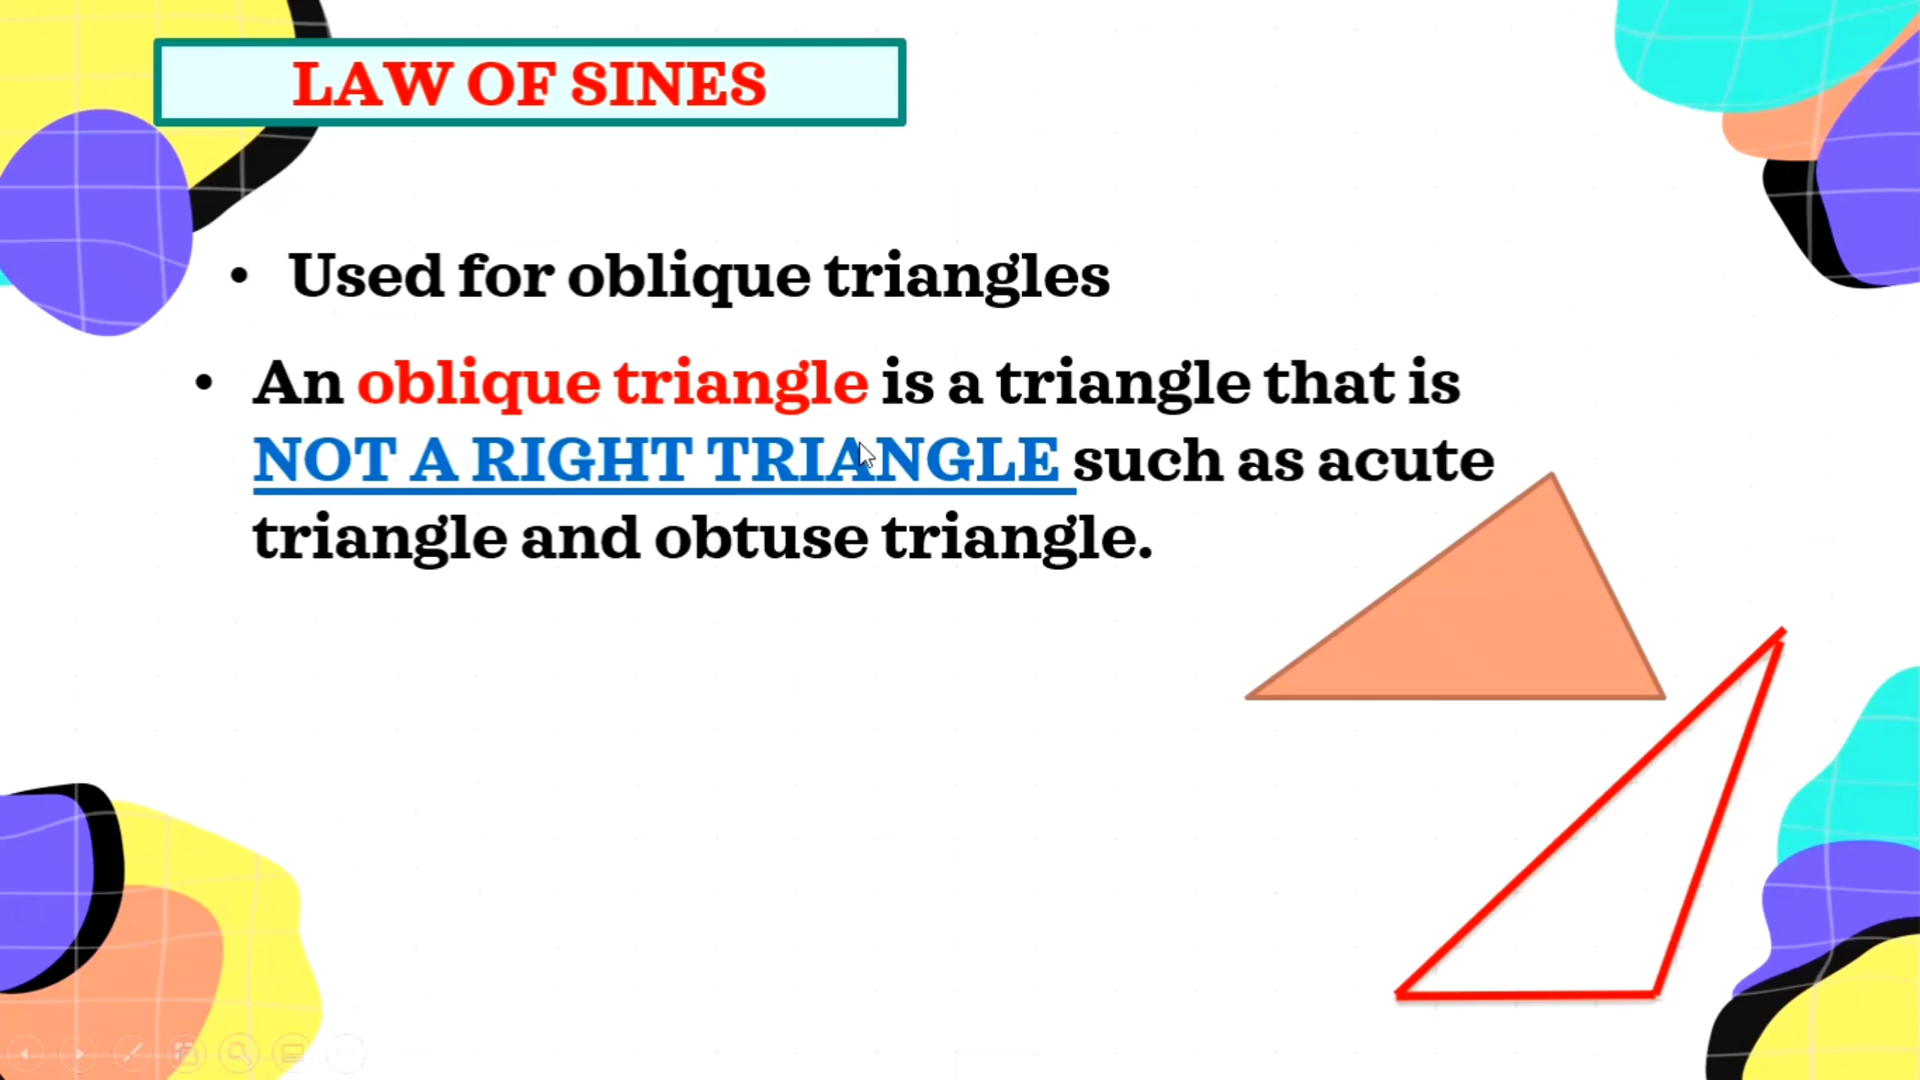 LAW OF SINES
• Used for oblique triangles
• An oblique triangle is a triangle that is
NOT A RIGHT TRIANGLE such as acute
triangle and obtuse triangle.